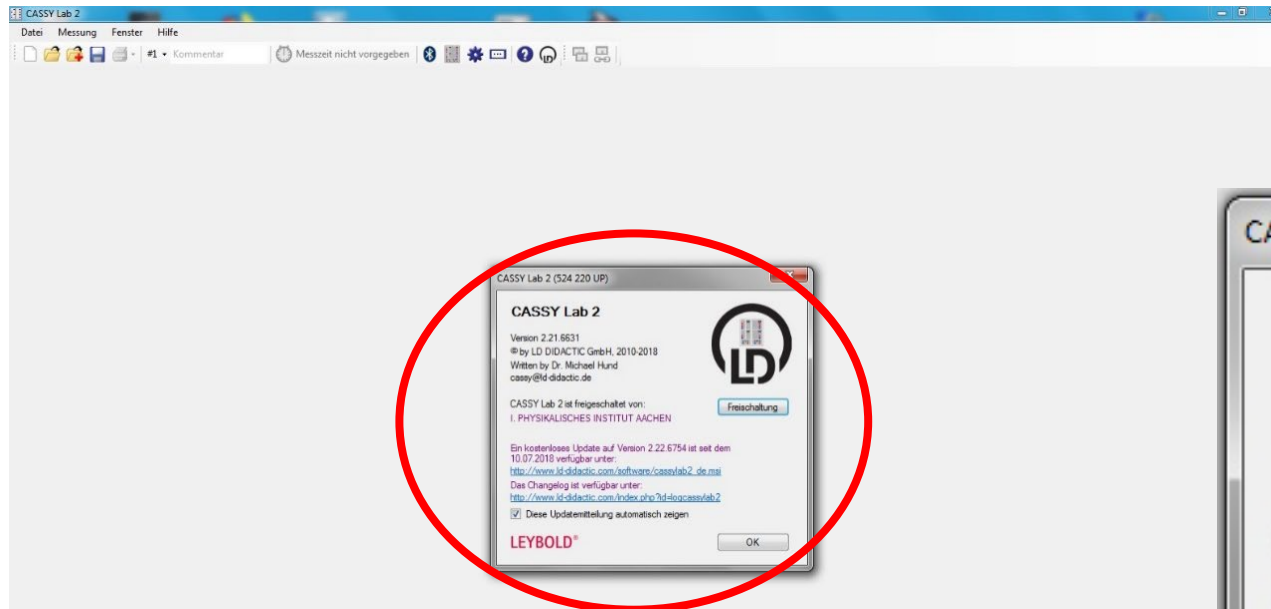 CASSY Lab 2
Datei Messung Fenster Hilfe
#1 Kommentar Messzeit nicht vorgegeben
CASSY Lab 2 (524 220 UP)
CASSY Lab 2
Version 2.21.6631
© by LD DIDACTIC GmbH, 2010-2018
Written by Dr. Michael Hund
cassy@ld-didactic.de
LD
CASSY Lab 2 ist freigeschaltet von:
Freischaltung
I. PHYSIKALISCHES INSTITUT AACHEN
Ein kostenloses Update auf Version 2.22.6754 ist seit dem
10.07.2018 verfügbar unter:
http://www.ld-didactic.com/software/cassylab2_de.msi
Das Changelog ist verfügbar unter:
http://www.ld-didactic.com/index.php?id=logcassylab2
Diese Updatemitteilung automatisch zeigen
LEYBOLD®
OK